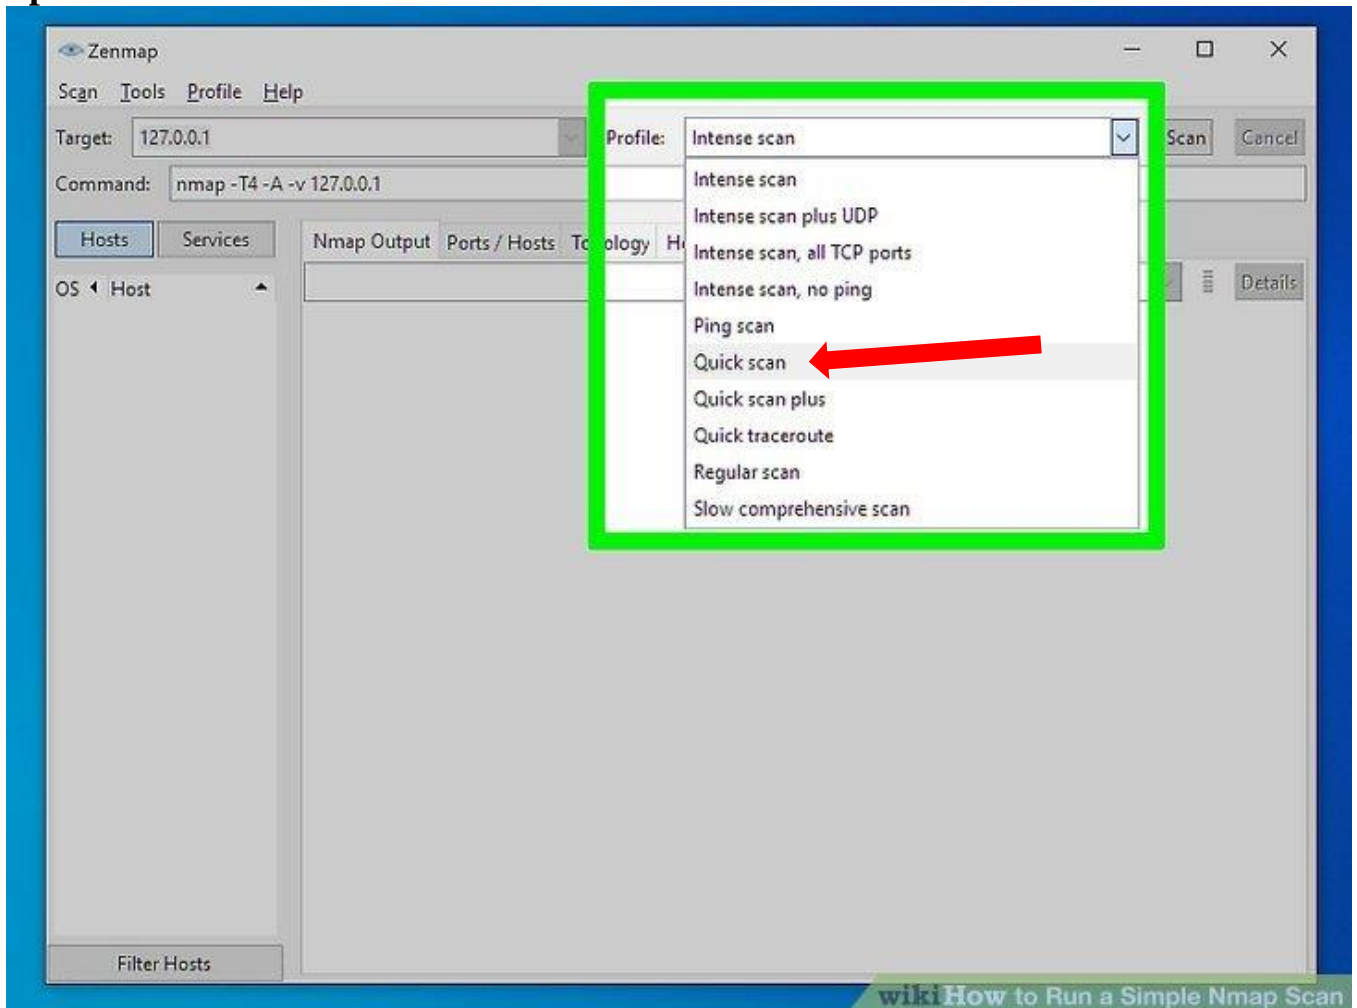 Zenmap
Scan Tools Profile Help
Target: 127.0.0.1 Profile: Intense scan Scan Cancel
Command: nmap -T4 -A -v 127.0.0.1
Intense scan
Intense scan plus UDP
Intense scan, all TCP ports
Intense scan, no ping
Ping scan
Quick scan
Quick scan plus
Quick traceroute
Regular scan
Slow comprehensive scan
Hosts Services Nmap Output Ports / Hosts
OS Host Details
Filter Hosts
wikiHow to Run a Simple Nmap Scan